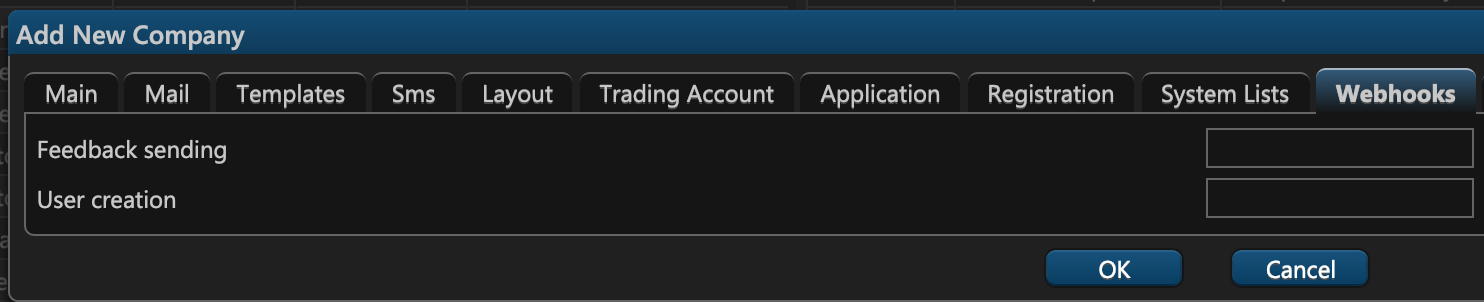 Add New Company
Main Mail Templates Sms Layout Trading Account Application Registration System Lists Webhooks
Feedback sending
User creation
OK Cancel